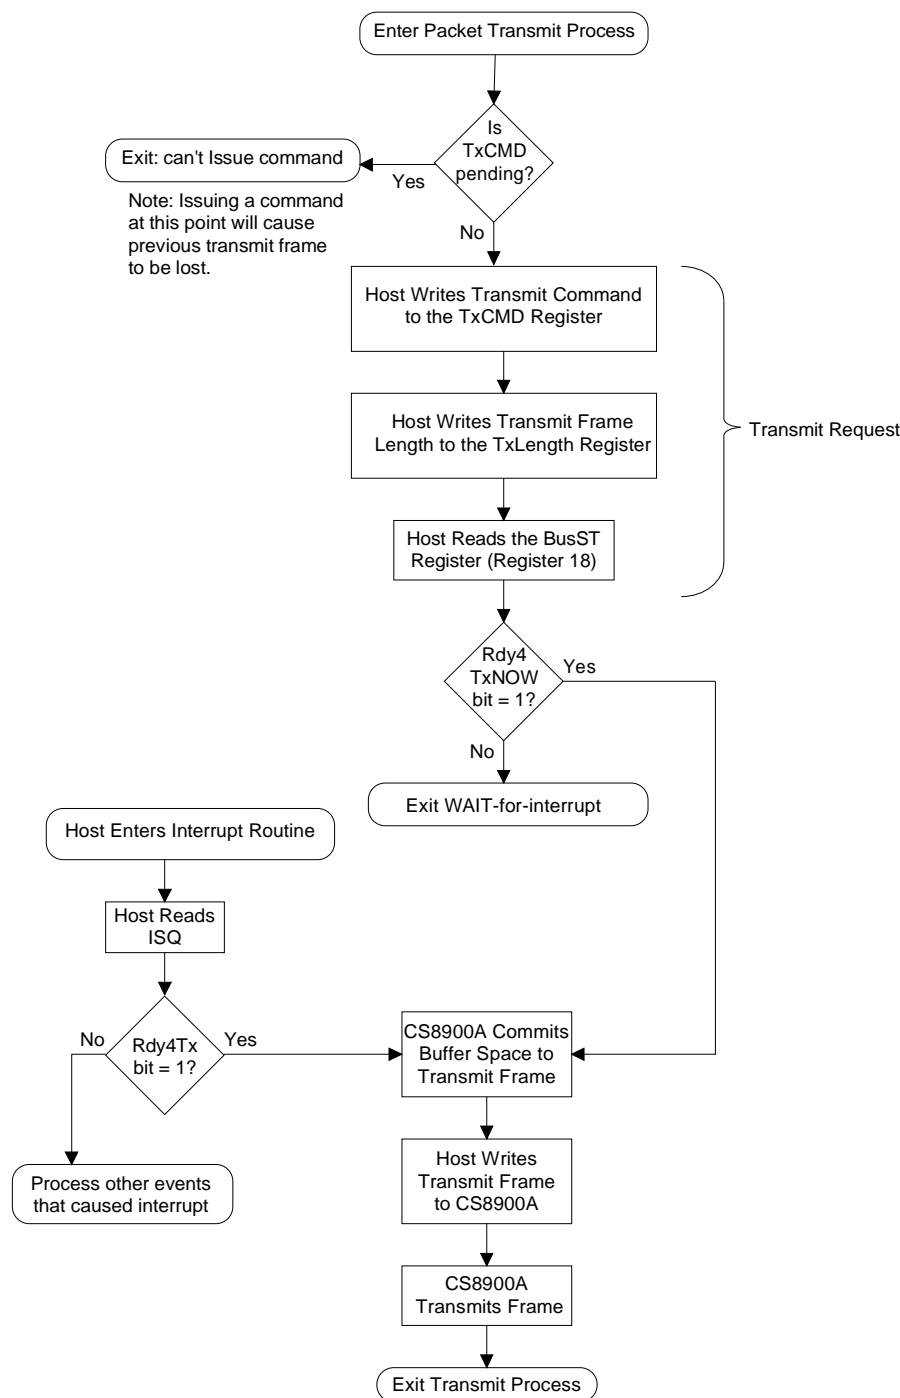 Enter Packet Transmit Process
Is
TxCMD
pending?
Exit: can't Issue command
Yes
Note: Issuing a command
at this point will cause
previous transmit frame
to be lost.
No
Host Writes Transmit Command
to the TxCMD Register
Host Writes Transmit Frame
Length to the TxLength Register
Transmit Request
Host Reads the BusST
Register (Register 18)
Rdy4
TxNOW
bit = 1?
Yes
No
Exit WAIT-for-interrupt
Host Enters Interrupt Routine
Host Reads
ISQ
No
Rdy4Tx
bit = 1?
Yes
CS8900A Commits
Buffer Space to
Transmit Frame
Process other events
that caused interrupt
Host Writes
Transmit Frame
to CS8900A
CS8900A
Transmits Frame
Exit Transmit Process